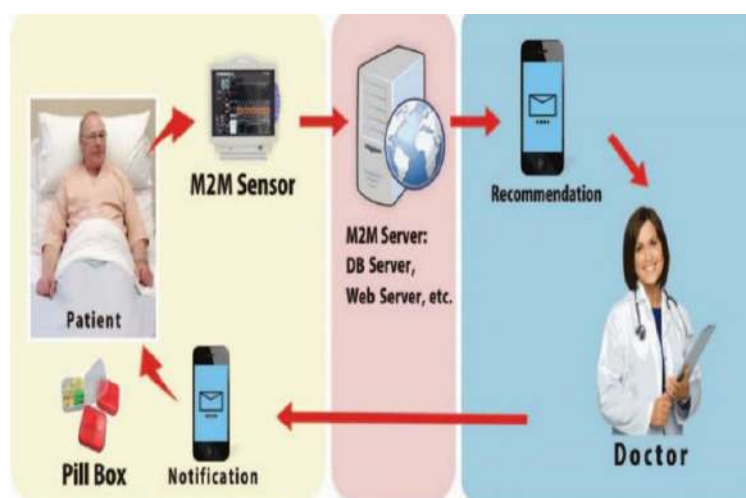 M2M Sensor
Patient
Pill Box
Notification
M2M Server:
DB Server,
Web Server, etc.
Recommendation
Doctor